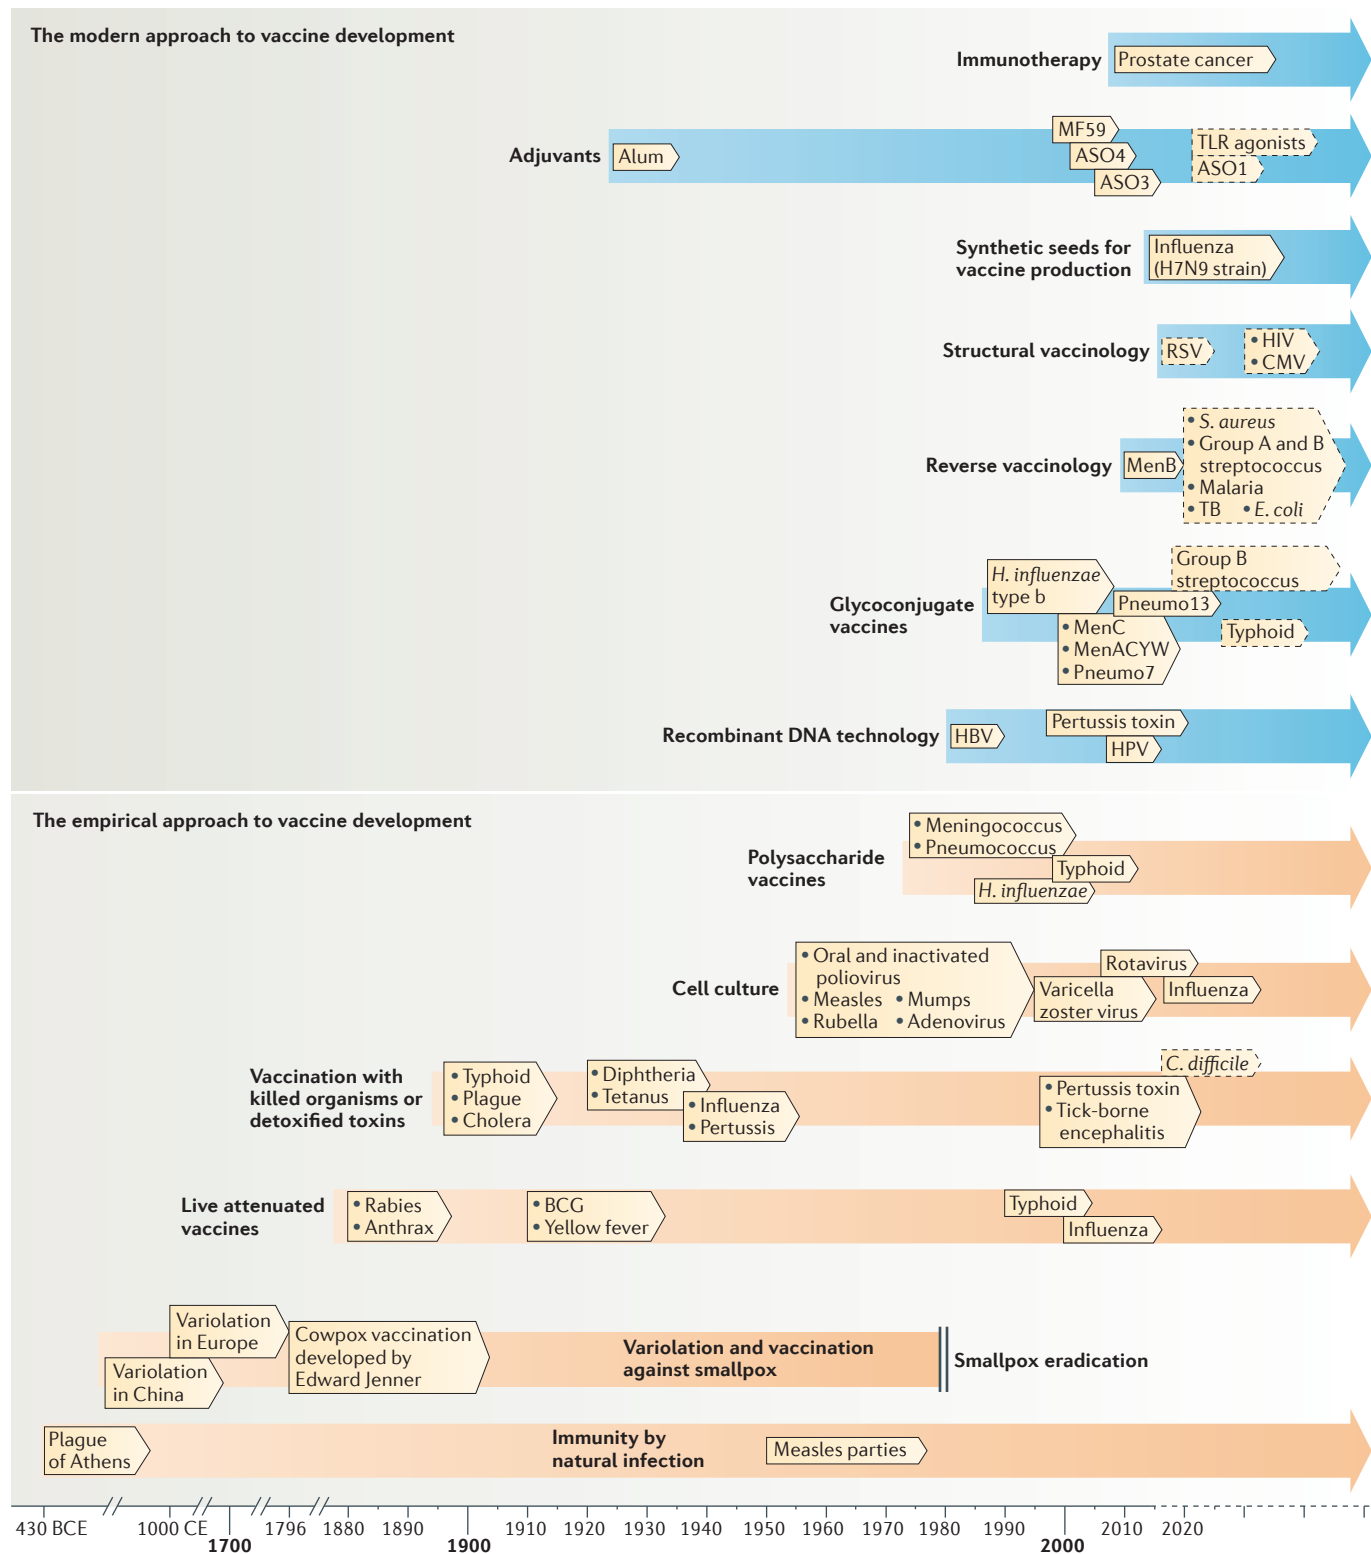 The modern approach to vaccine development
Immunotherapy
Prostate cancer
Adjuvants
Alum
MF59
ASO4
ASO3
TLR agonists
ASO1
Synthetic seeds for
vaccine production
Influenza
(H7N9 strain)
Structural vaccinology
RSV
• HIV
• CMV
Reverse vaccinology
MenB
• S. aureus
• Group A and B
streptococcus
• Malaria
• TB • E. coli
Glycoconjugate
vaccines
H. influenzae
type b
• MenC
• MenACYW
• Pneumo7
Pneumo13
Group B
streptococcus
Typhoid
Recombinant DNA technology
HBV
Pertussis toxin
HPV
The empirical approach to vaccine development
Polysaccharide
vaccines
• Meningococcus
• Pneumococcus
Typhoid
H. influenzae
Cell culture
• Oral and inactivated
poliovirus
• Measles • Mumps
• Rubella • Adenovirus
Varicella
zoster virus
Rotavirus
Influenza
Vaccination with
killed organisms or
detoxified toxins
• Typhoid
• Plague
• Cholera
• Diphtheria
• Tetanus
• Influenza
• Pertussis
C. difficile
• Pertussis toxin
• Tick-borne
encephalitis
Live attenuated
vaccines
• Rabies
• Anthrax
• BCG
• Yellow fever
Typhoid
Influenza
Variolation
in Europe
Variolation
in China
Cowpox vaccination
developed by
Edward Jenner
Variolation and vaccination
against smallpox
Smallpox eradication
Plague
of Athens
Immunity by
natural infection
Measles parties
430 BCE 1000 CE 1796 1880 1890 1910 1920 1930 1940 1950 1960 1970 1980 1990 2010 2020
1700 1900 2000